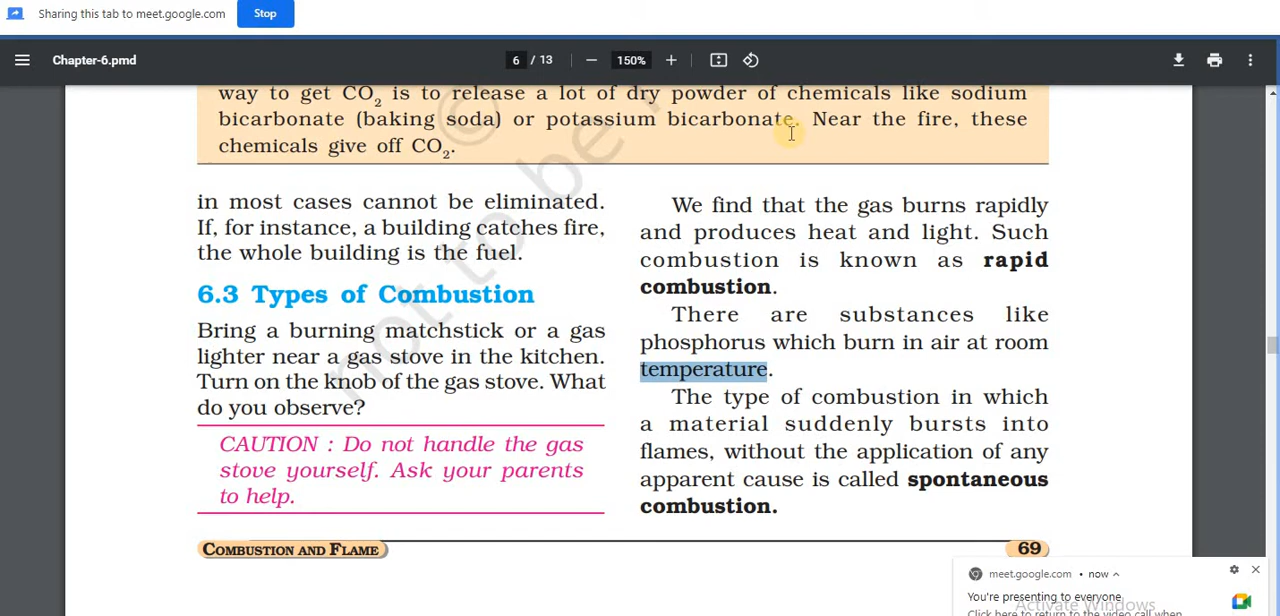 Sharing this tab to meet.google.com Stop
Chapter-6.pmd 6 / 13 150%
way to get CO2 is to release a lot of dry powder of chemicals like sodium
bicarbonate (baking soda) or potassium bicarbonate. Near the fire, these
chemicals give off CO2.
in most cases cannot be eliminated.
If, for instance, a building catches fire,
the whole building is the fuel.
6.3 Types of Combustion
Bring a burning matchstick or a gas
lighter near a gas stove in the kitchen.
Turn on the knob of the gas stove. What
do you observe?
CAUTION : Do not handle the gas
stove yourself. Ask your parents
to help.
We find that the gas burns rapidly
and produces heat and light. Such
combustion is known as rapid
combustion.
There are substances like
phosphorus which burn in air at room
temperature.
The type of combustion in which
a material suddenly bursts into
flames, without the application of any
apparent cause is called spontaneous
combustion.
© not to be
COMBUSTION AND FLAME 69
meet.google.com • now
You're presenting to everyone
Click here to return to the video call when
Activate Windows